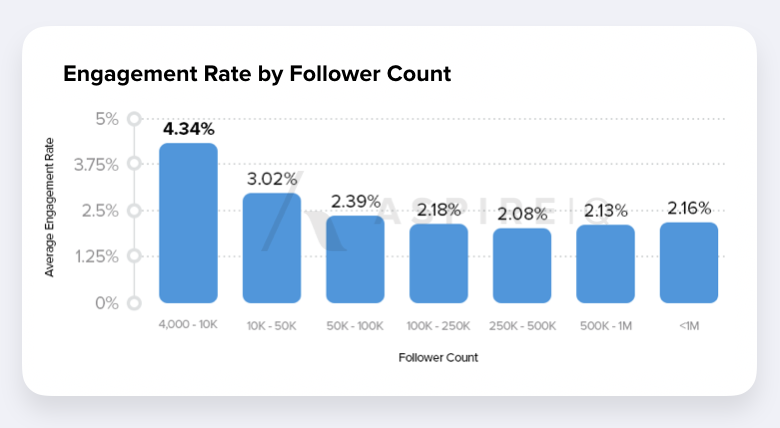 Engagement Rate by Follower Count
Average Engagement Rate
5%
3.75%
2.5%
1.25%
0%
4.34%
3.02%
2.39%
2.18%
2.08%
2.13%
2.16%
ASPIREIQ
4,000 - 10K
10K - 50K
50K - 100K
100K - 250K
250K - 500K
500K - 1M
<1M
Follower Count